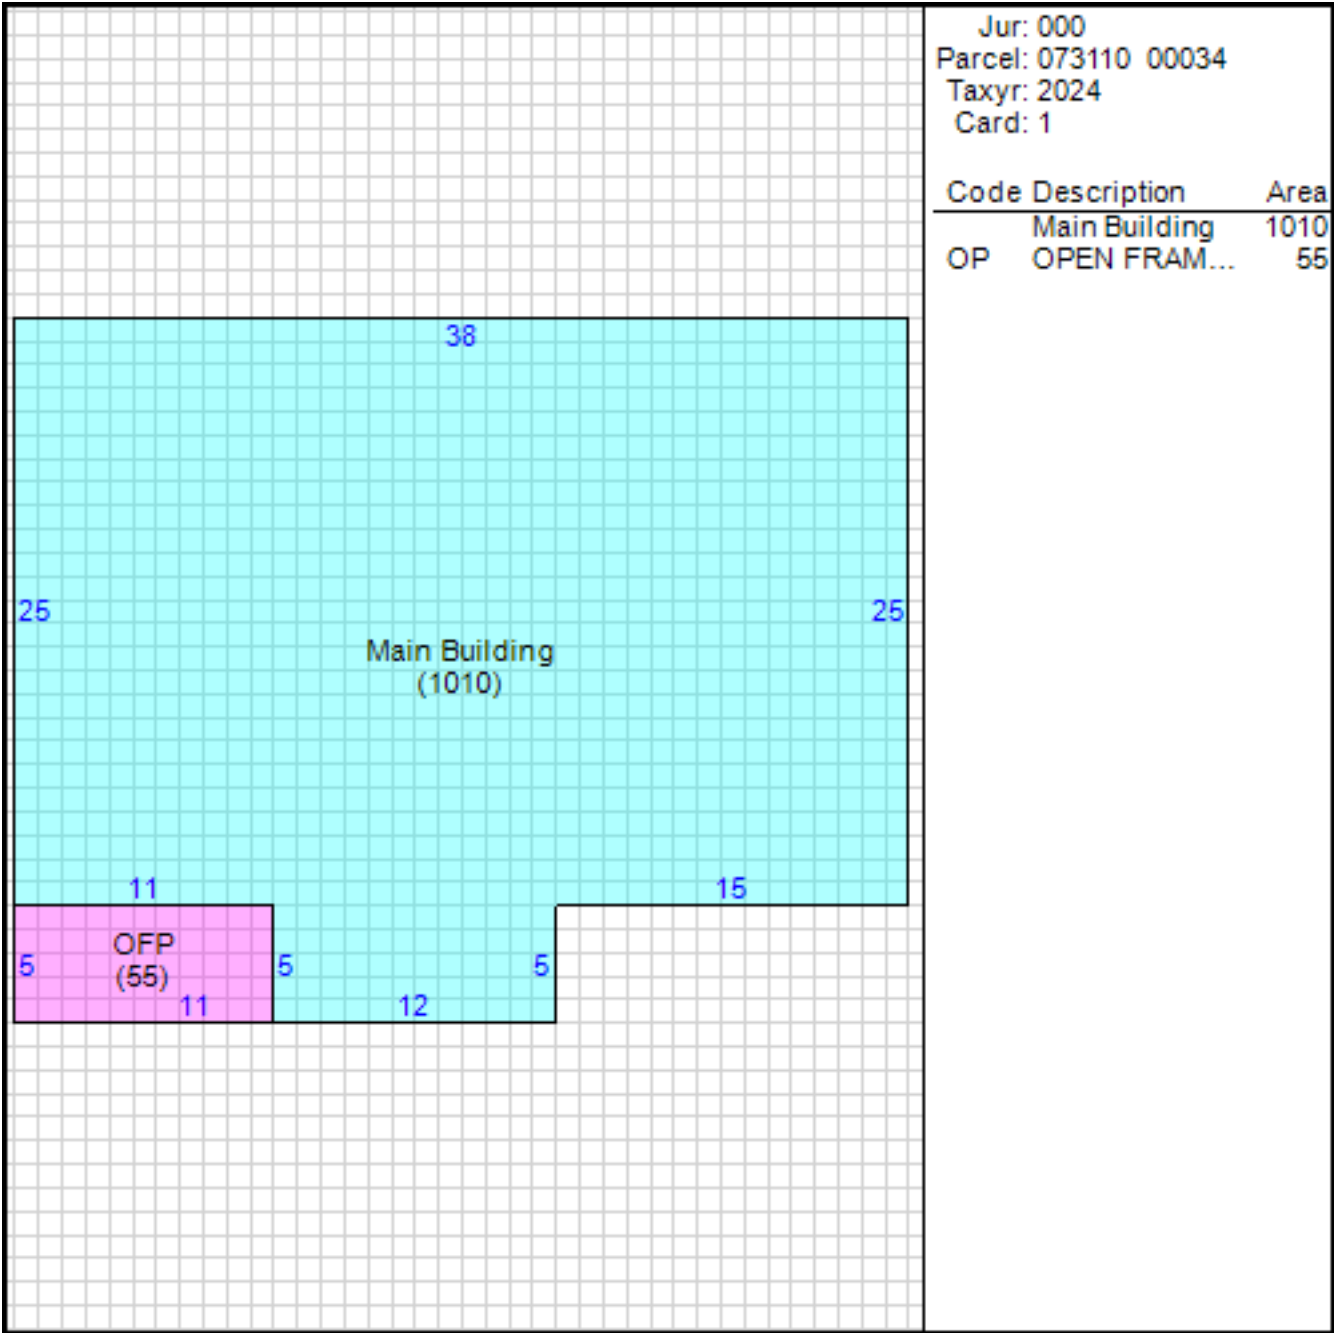 Jur: 000
Parcel: 073110 00034
Taxyr: 2024
Card: 1
Code Description Area
Main Building 1010
OP OPEN FRAM... 55
38
25
25
Main Building
(1010)
11
15
OFP
(55)
5
5
5
11
12